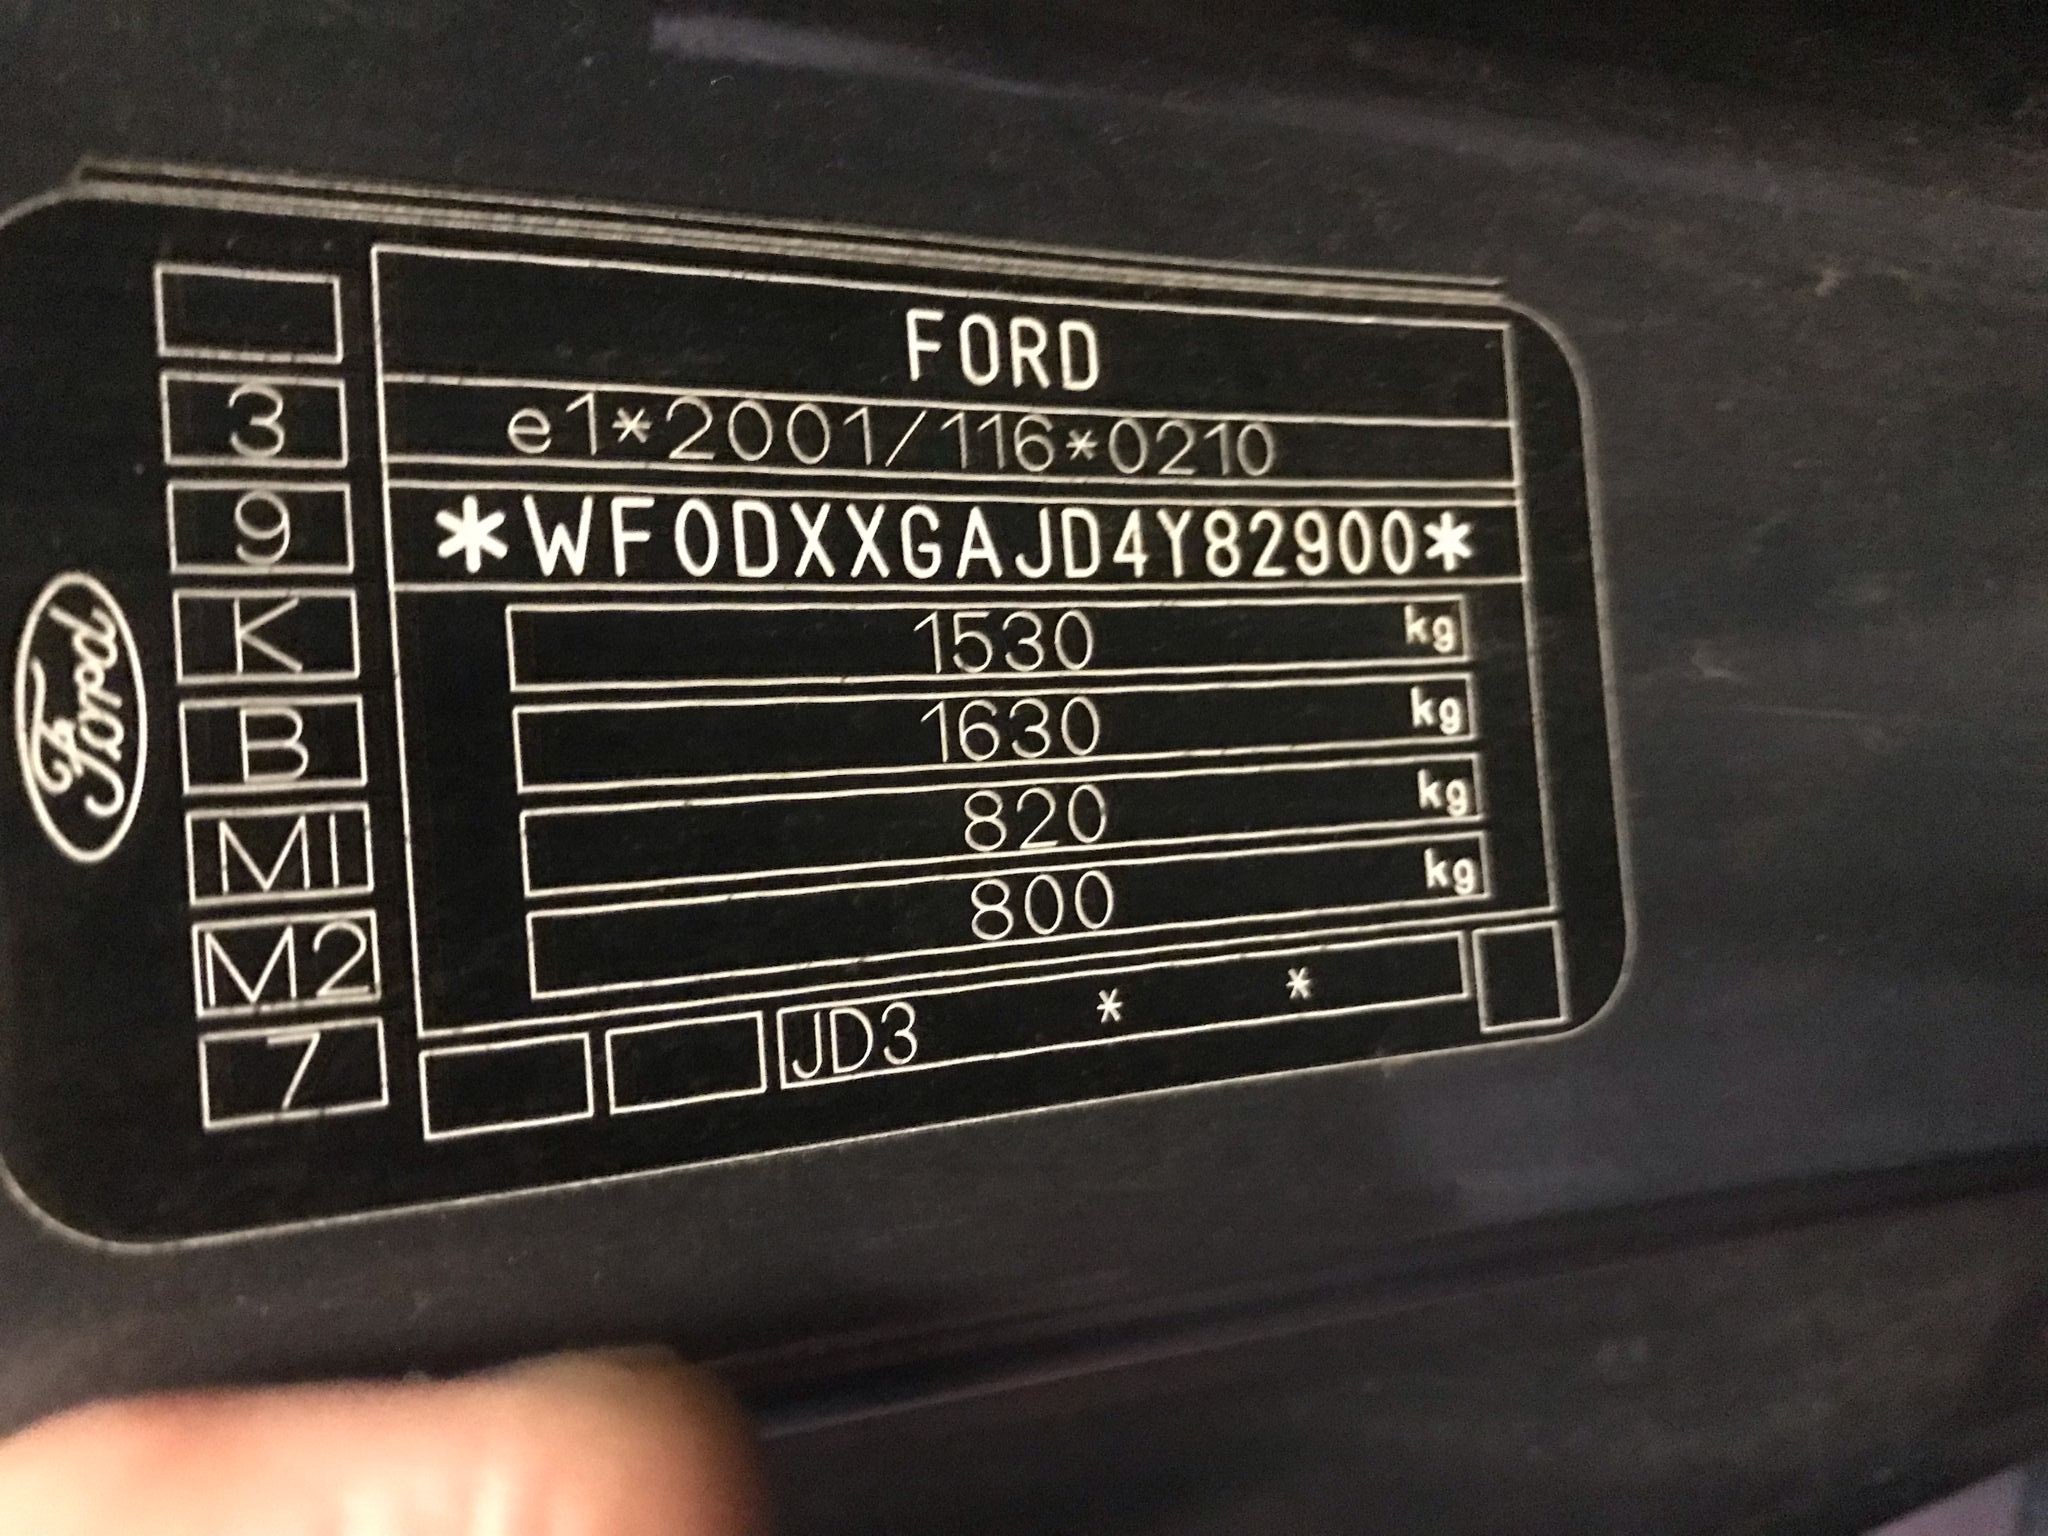 FORD
3 e1*2001/116*0210
9 *WF0DXXGAJD4Y82900*
K 1530 kg
B 1630 kg
M1 820 kg
M2 800 kg
7 JD3 * *
Ford